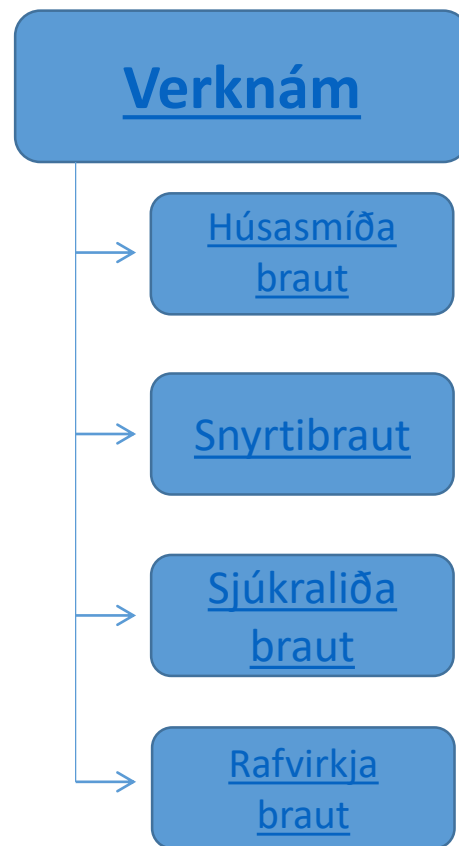 Verknám
Húsasmíða
braut
Snyrtibraut
Sjúkraliða
braut
Rafvirkja
braut